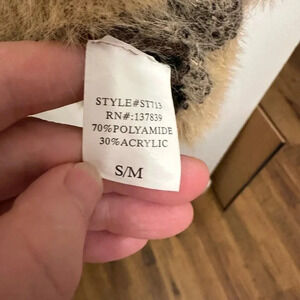 STYLE#ST713
RN#:137839
70%POLYAMIDE
30%ACRYLIC
S/M